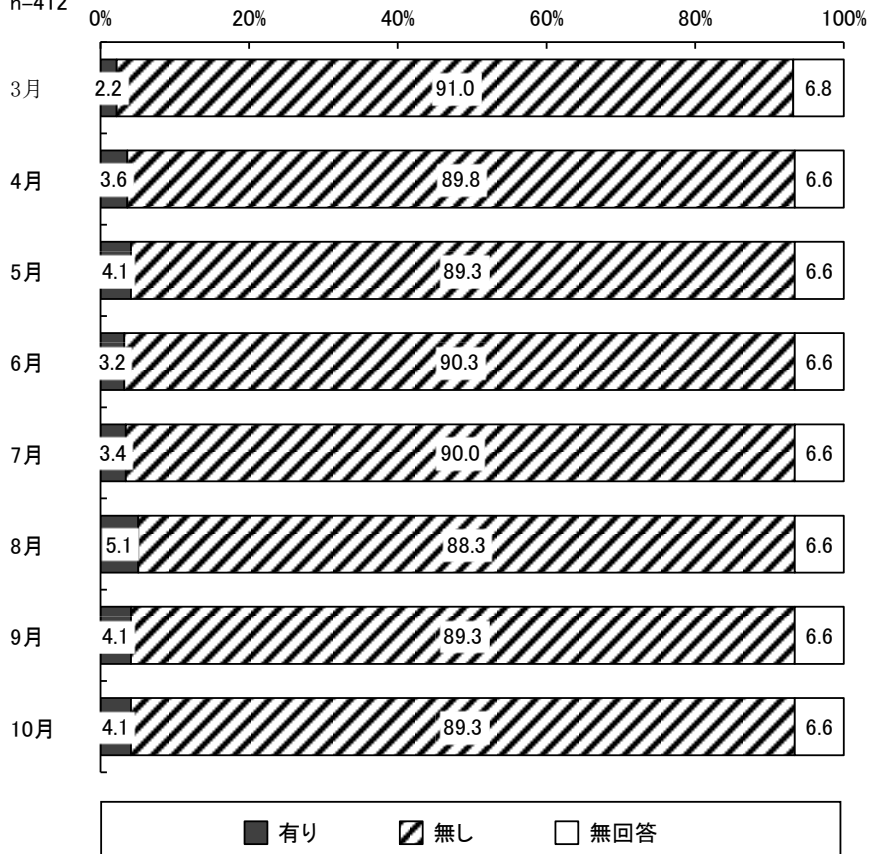 n=412
0% 20% 40% 60% 80% 100%
3月 2.2 91.0 6.8
4月 3.6 89.8 6.6
5月 4.1 89.3 6.6
6月 3.2 90.3 6.6
7月 3.4 90.0 6.6
8月 5.1 88.3 6.6
9月 4.1 89.3 6.6
10月 4.1 89.3 6.6
有り 無し 無回答